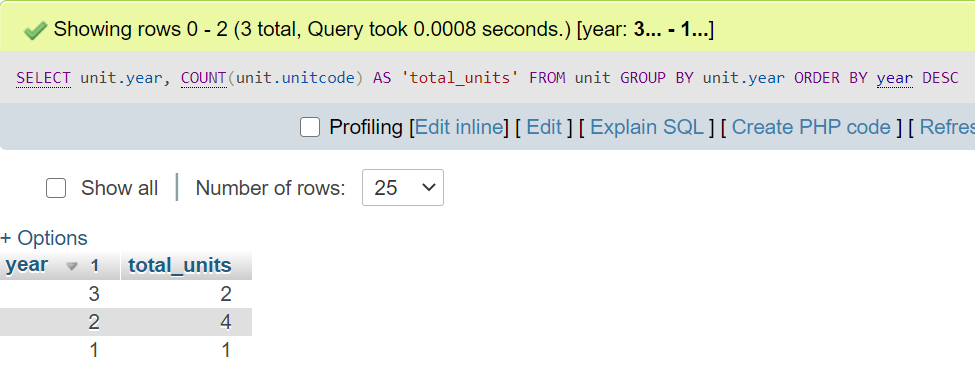 Showing rows 0 - 2 (3 total, Query took 0.0008 seconds.) [year: 3... - 1...]
SELECT unit.year, COUNT(unit.unitcode) AS 'total_units' FROM unit GROUP BY unit.year ORDER BY year DESC
Profiling [Edit inline] [ Edit ] [ Explain SQL ] [ Create PHP code ] [ Refres
Show all | Number of rows: 25
+ Options
year 1 total_units
3 2
2 4
1 1